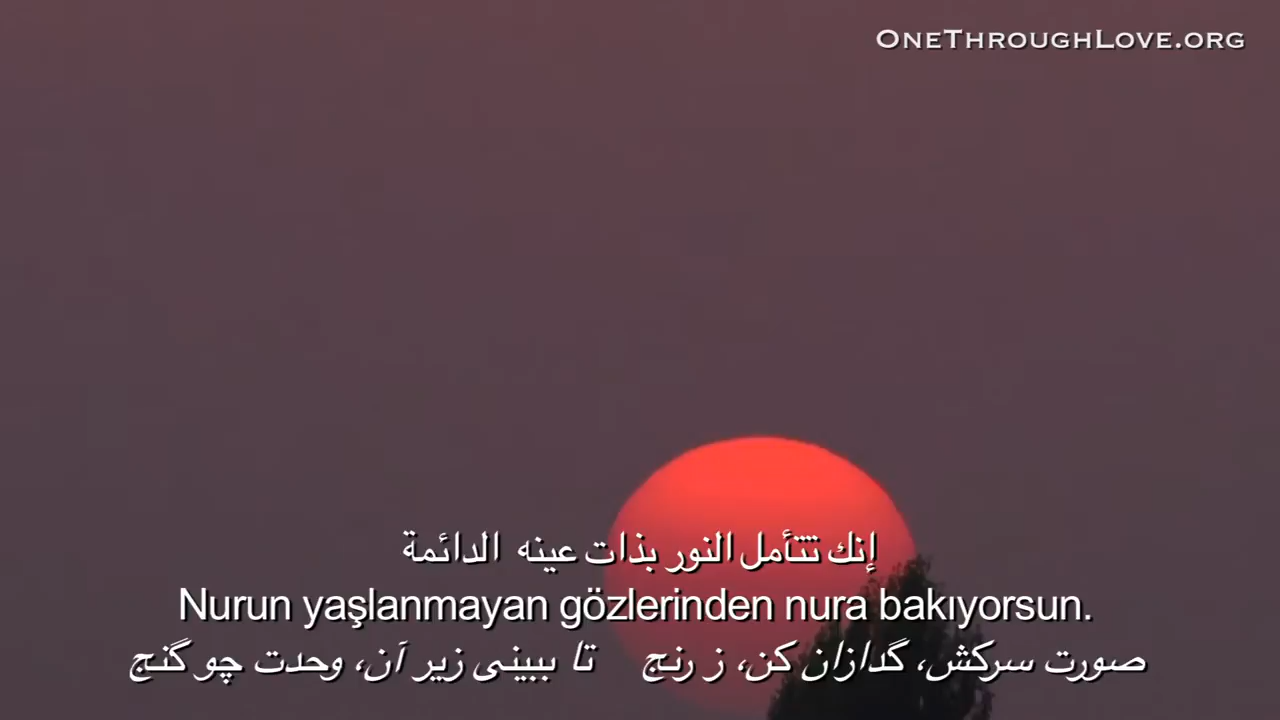 OneThroughLove.org
إنك تتأمل النور بذات عينه الدائمة
Nurun yaşlanmayan gözlerinden nura bakıyorsun.
صورت سرکش، گدازان کن، ز رنج تا ببینی زیر آن، وحدت چو گنج